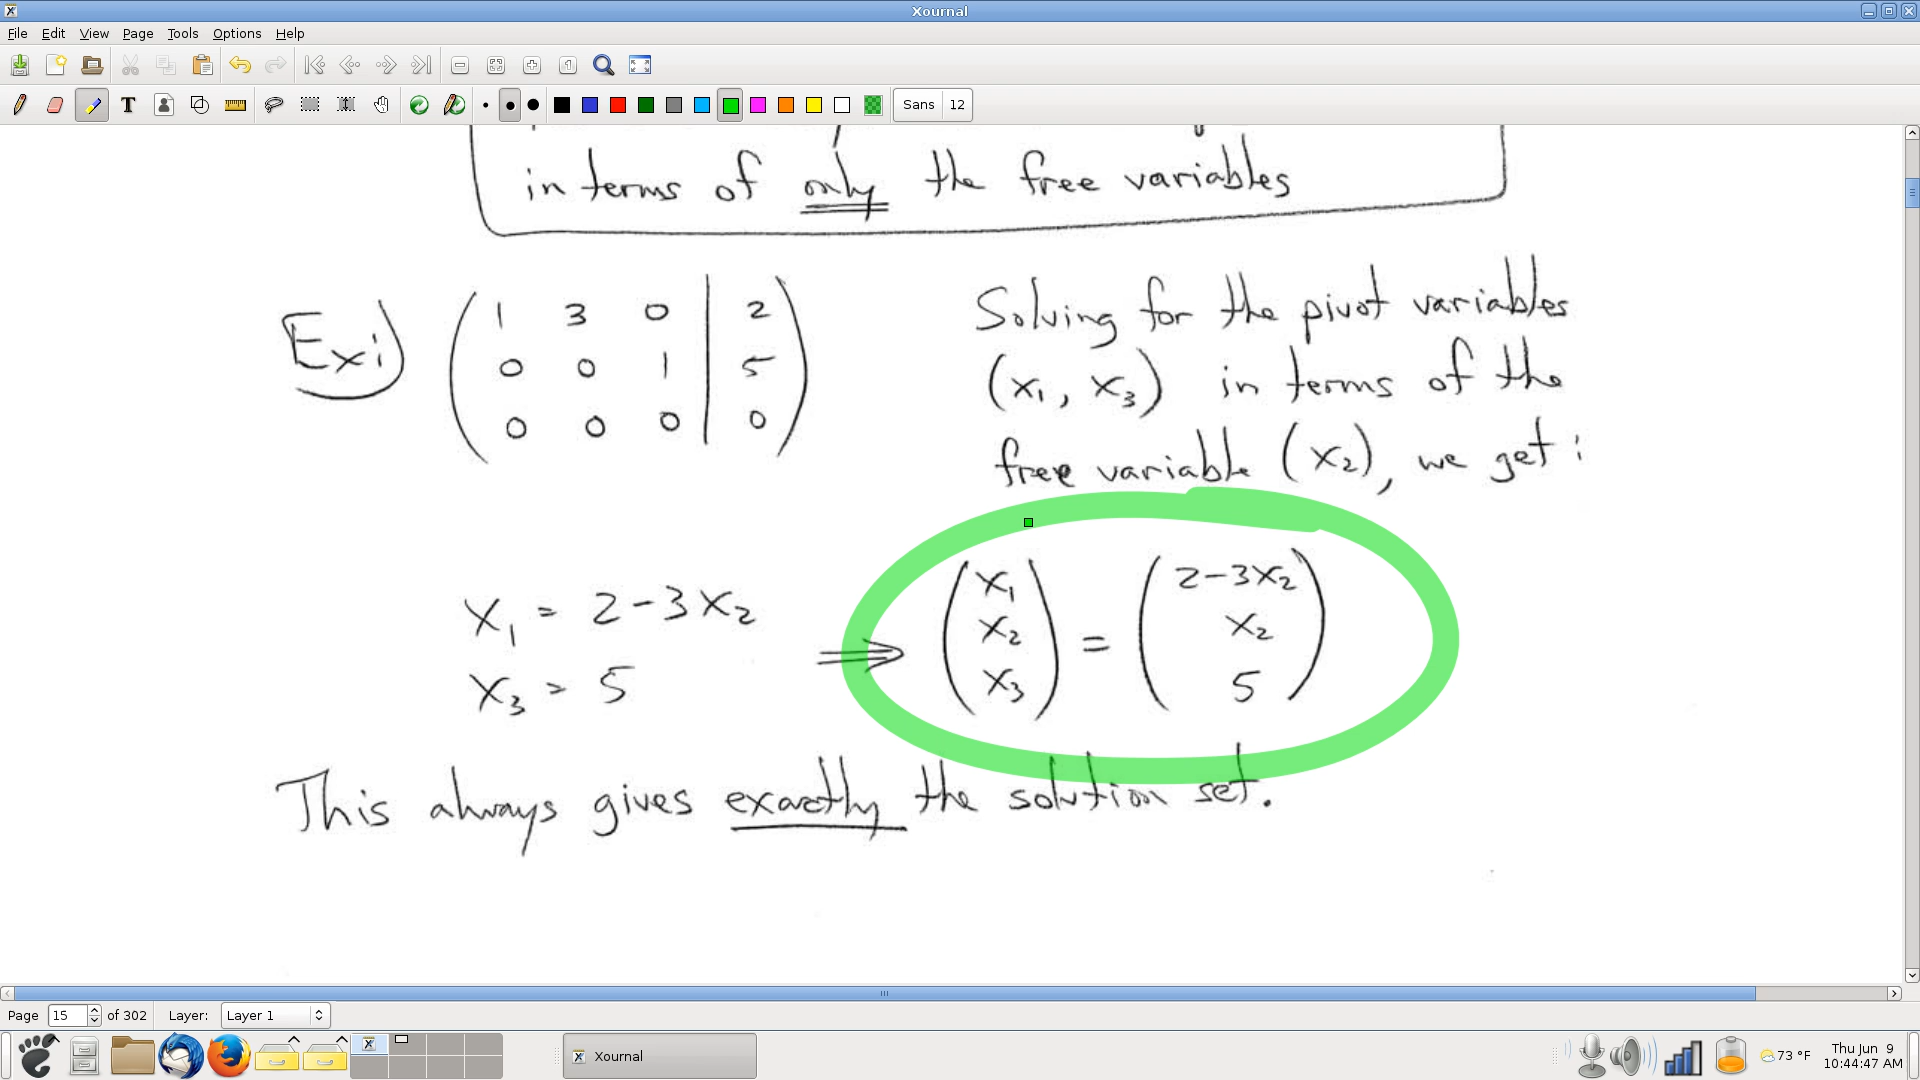 Xournal
File Edit View Page Tools Options Help
Sans 12
in terms of only the free variables
Ex:) ( 1 3 0 | 2 )
( 0 0 1 | 5 )
( 0 0 0 | 0 )
Solving for the pivot variables
(x₁, x₃) in terms of the
free variable (x₂), we get :
x₁ = 2-3x₂
x₃ = 5
⇒ ( x₁ ) = ( 2-3x₂ )
( x₂ ) ( x₂ )
( x₃ ) ( 5 )
This always gives exactly the solution set.
Page 15 of 302 Layer: Layer 1
Xournal
73 °F
Thu Jun 9
10:44:47 AM